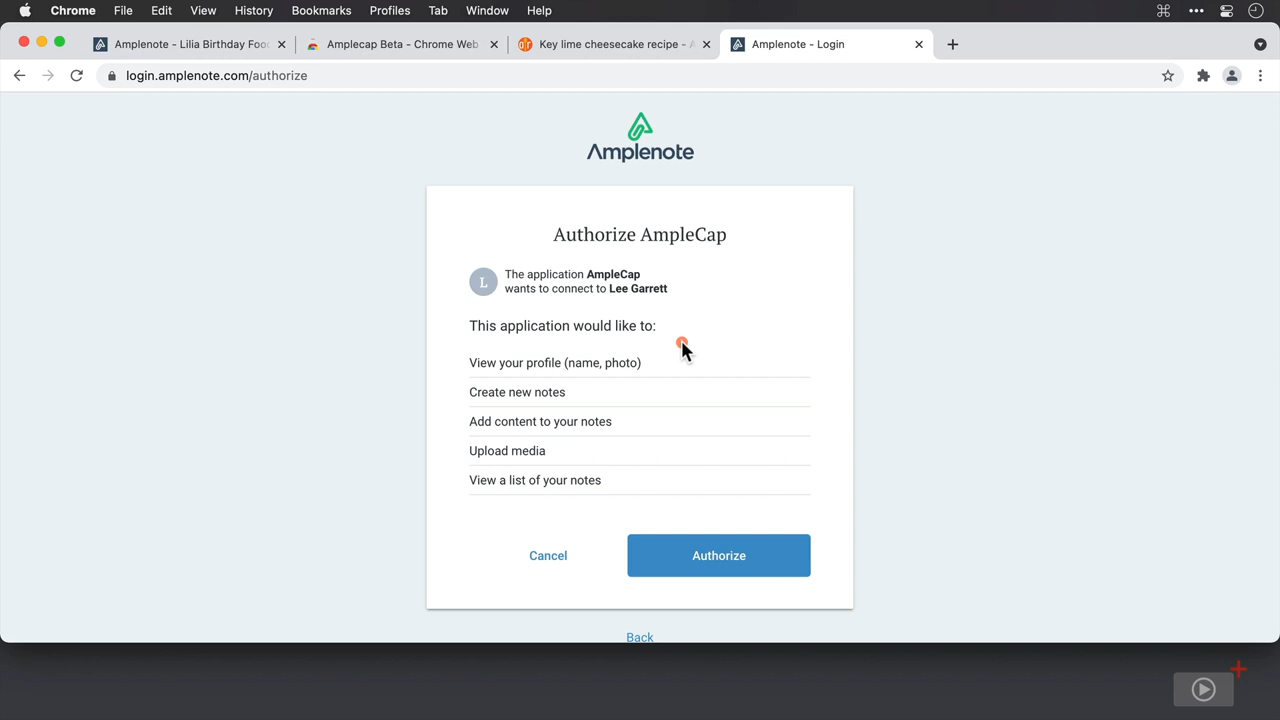 Chrome File Edit View History Bookmarks Profiles Tab Window Help
Amplenote - Lilia Birthday Foo
Amplecap Beta - Chrome Web
Key lime cheesecake recipe - A
Amplenote - Login
login.amplenote.com/authorize
Amplenote
Authorize AmpleCap
L
The application AmpleCap
wants to connect to Lee Garrett
This application would like to:
View your profile (name, photo)
Create new notes
Add content to your notes
Upload media
View a list of your notes
Cancel
Authorize
Back